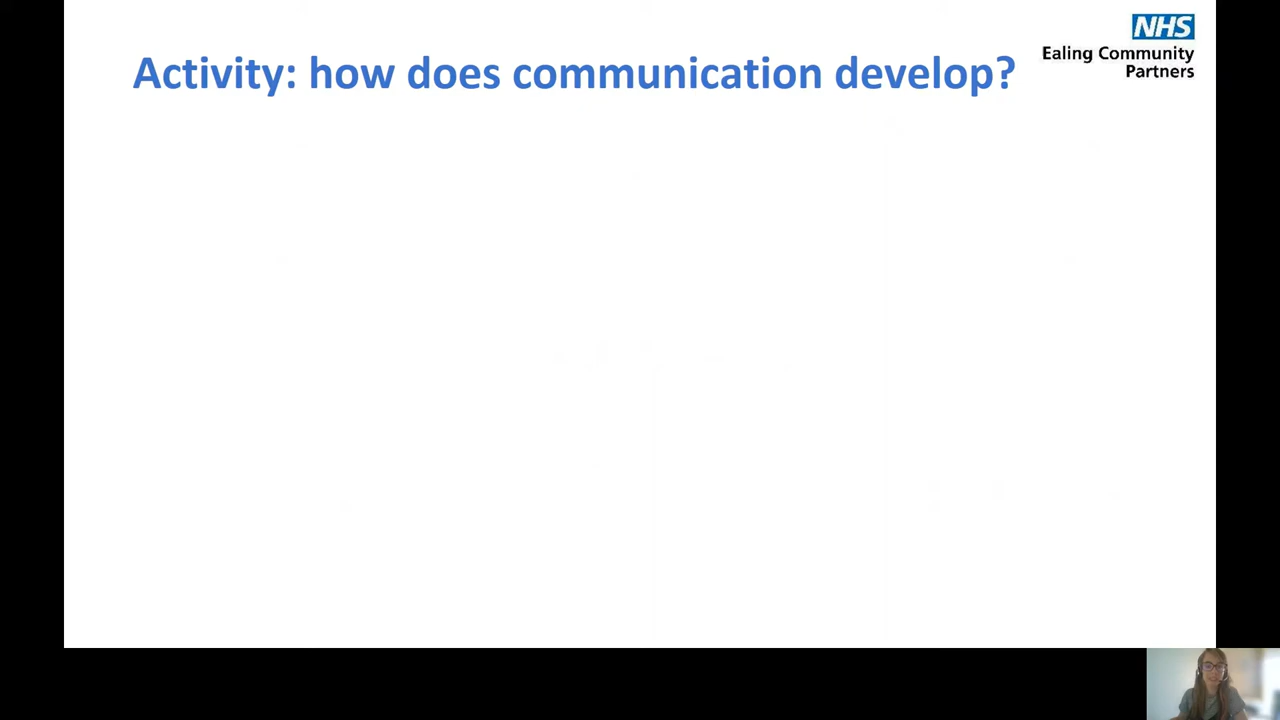 Activity: how does communication develop?
NHS
Ealing Community
Partners